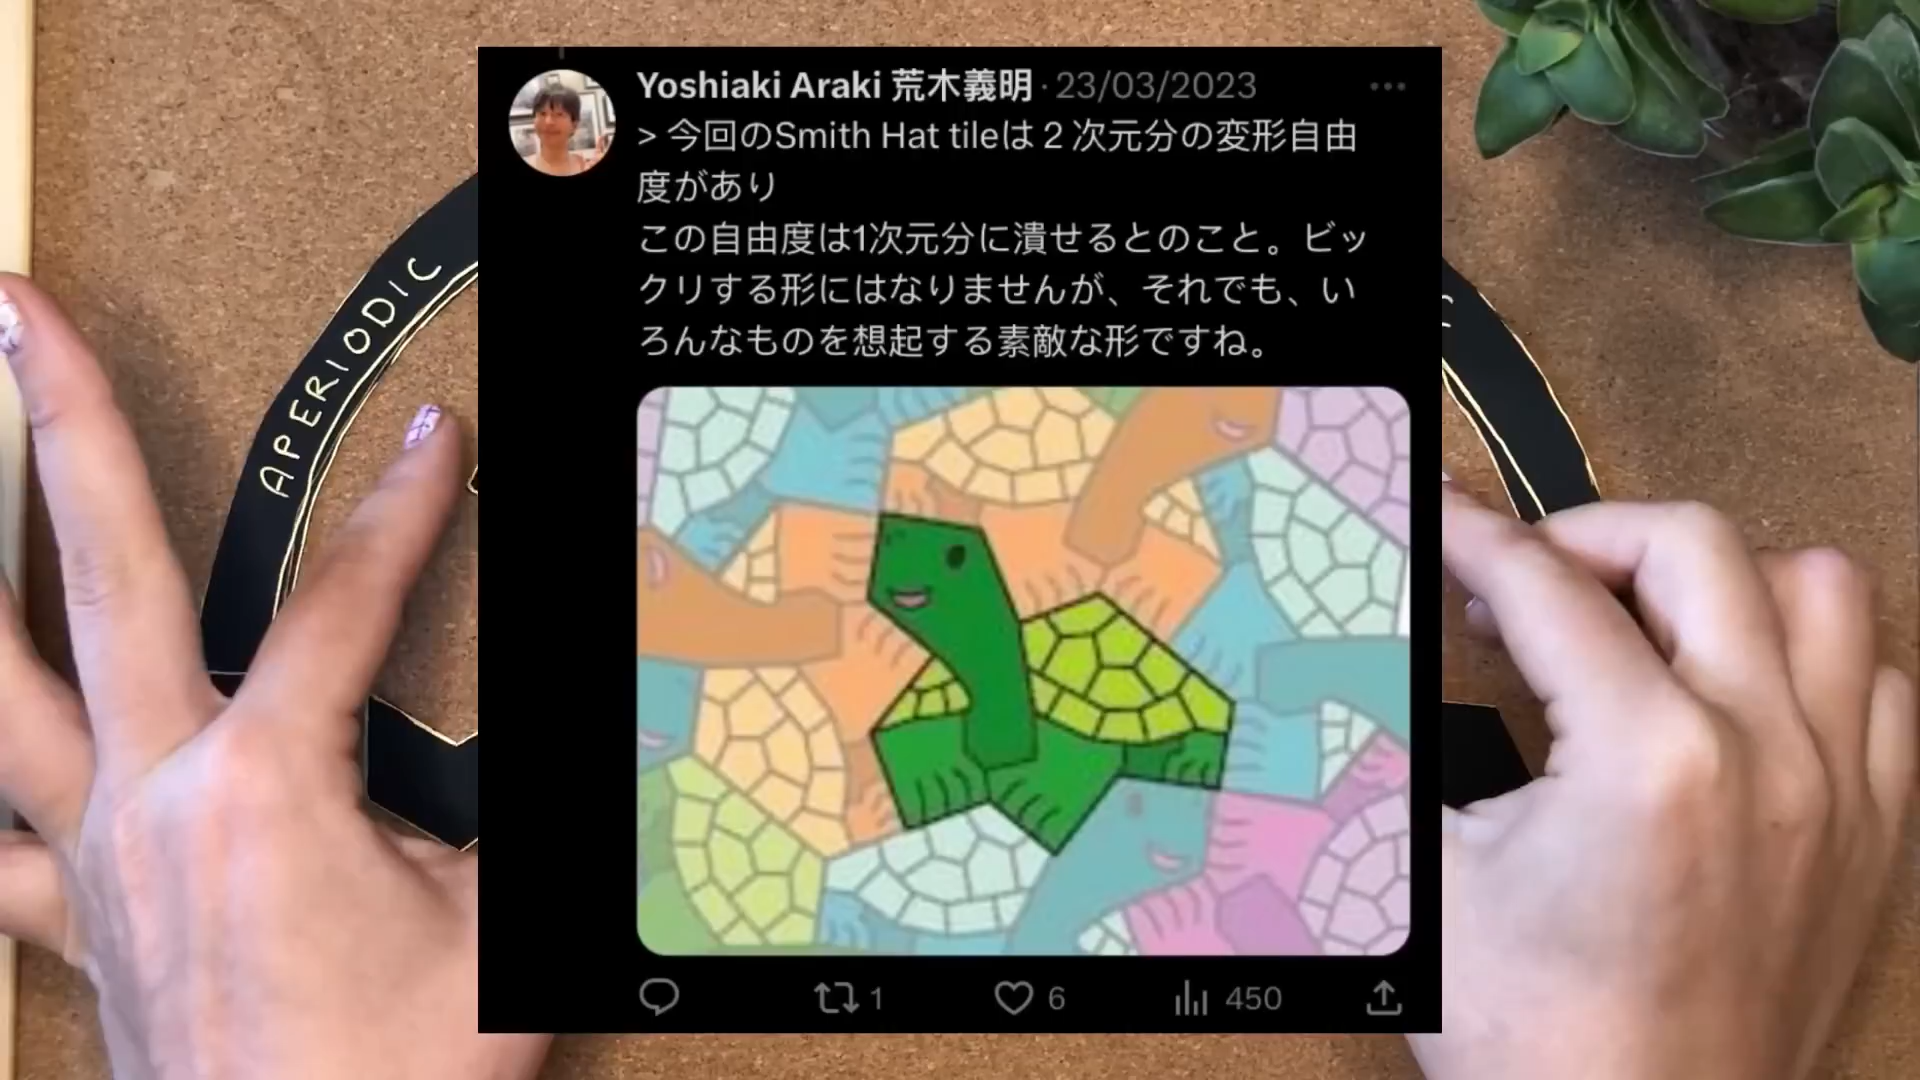 APERIODIC
Yoshiaki Araki 荒木義明 · 23/03/2023
> 今回のSmith Hat tileは２次元分の変形自由
度があり
この自由度は1次元分に潰せるとのこと。ビッ
クリする形にはなりませんが、それでも、い
ろんなものを想起する素敵な形ですね。
1 6 450